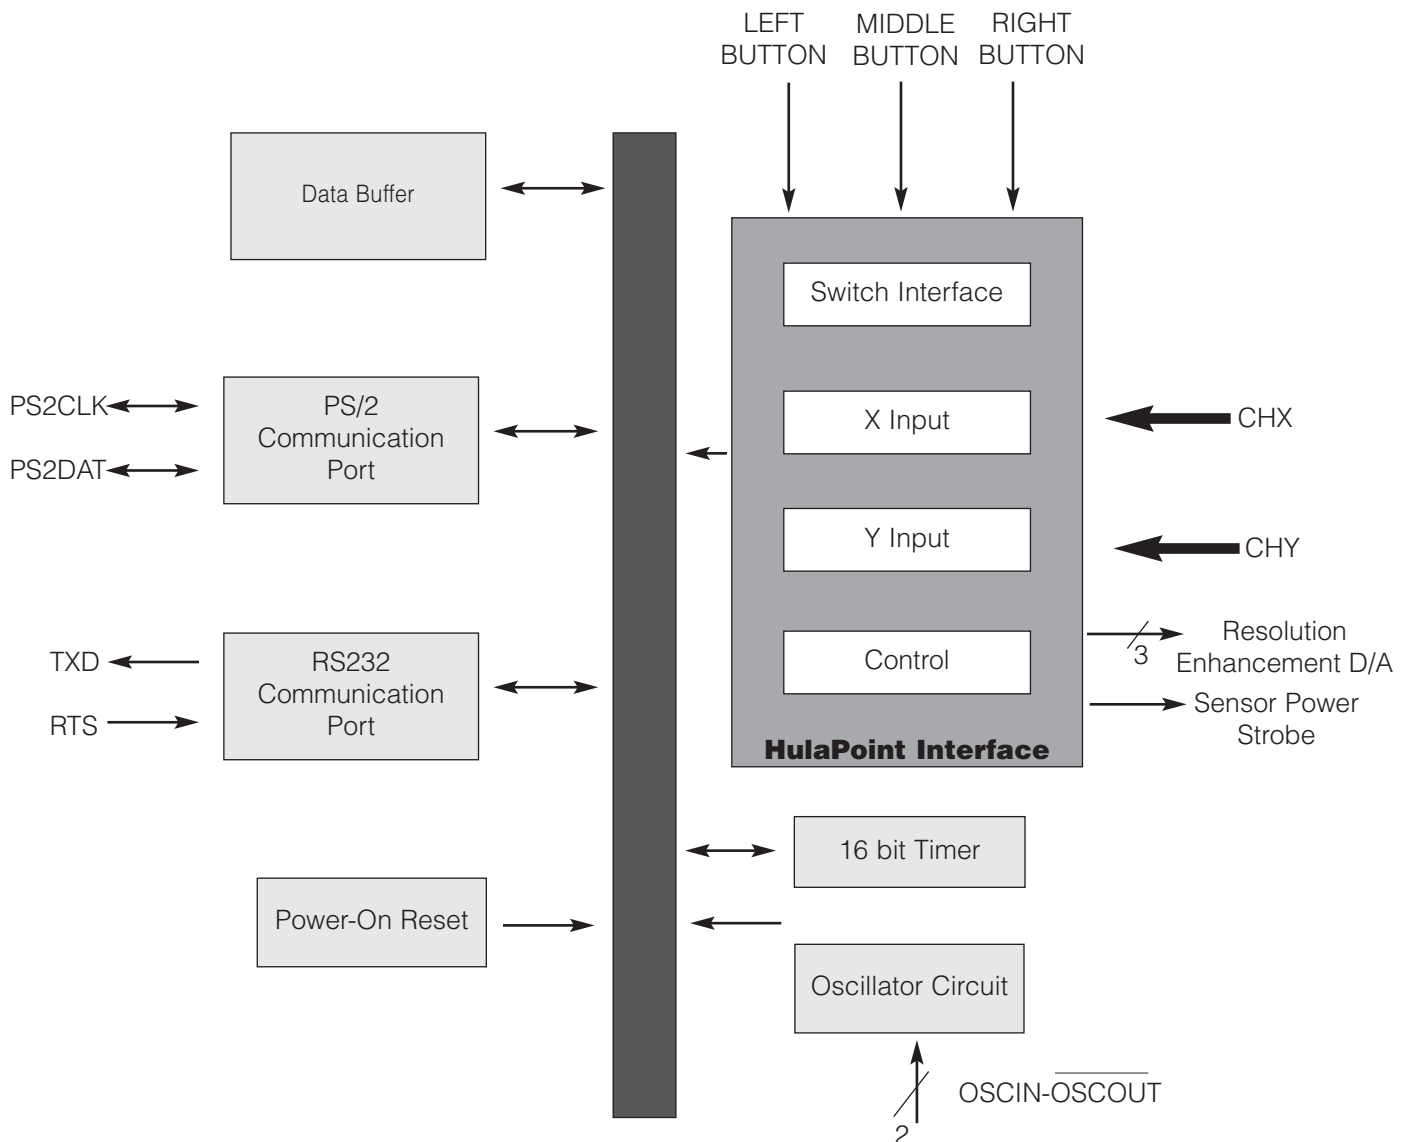 LEFT
BUTTON
MIDDLE
BUTTON
RIGHT
BUTTON
Data Buffer
Switch Interface
PS2CLK
PS2DAT
PS/2
Communication
Port
X Input
CHX
Y Input
CHY
TXD
RTS
RS232
Communication
Port
Control
3
Resolution
Enhancement D/A
Sensor Power
Strobe
HulaPoint Interface
16 bit Timer
Power-On Reset
Oscillator Circuit
OSCIN-OSCOUT
2